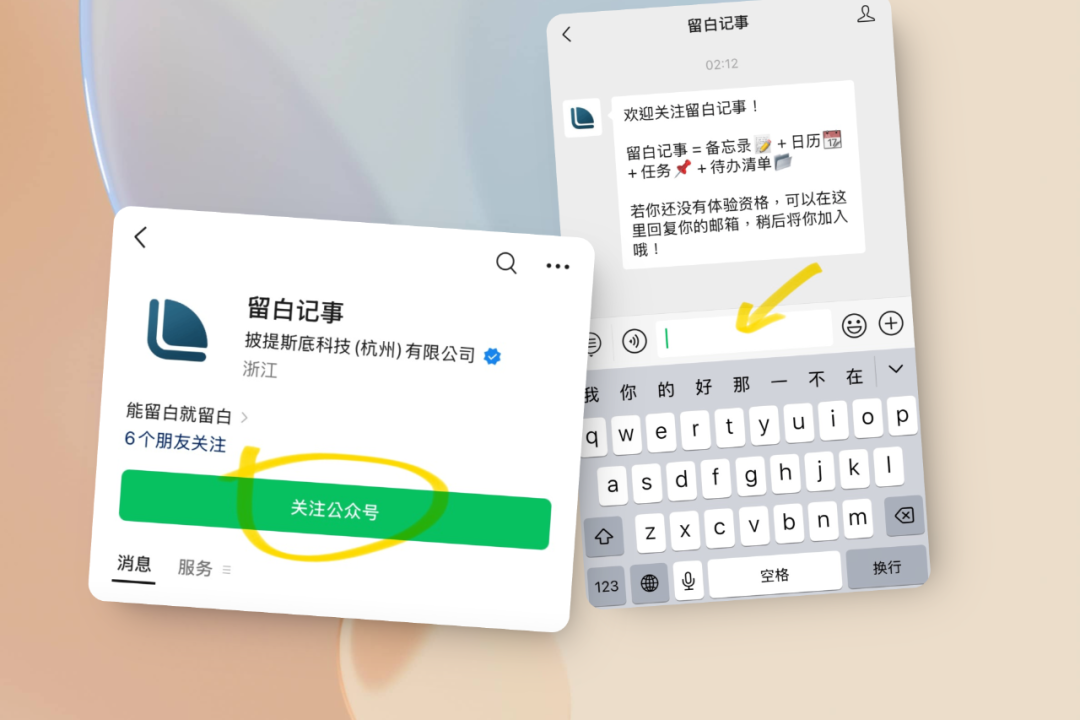 留白记事
披提斯底科技(杭州)有限公司
浙江
能留白就留白
6个朋友关注
关注公众号
消息 服务
留白记事
02:12
欢迎关注留白记事！
留白记事 = 备忘录📝 + 日历📆
+ 任务📌 + 待办清单📁
若你还没有体验资格，可以在这
里回复你的邮箱，稍后将你加入
哦！
我 你 的 好 那 一 不 在
q w e r t y u i o p
a s d f g h j k l
z x c v b n m
123 空格 换行